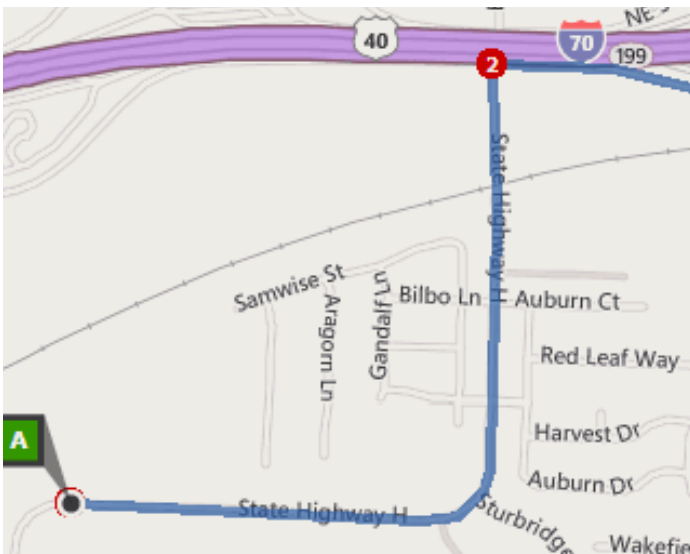 NE S
40
70
199
2
State Highway H
Samwise St
Aragorn Ln
Gandalf Ln
Bilbo Ln
Auburn Ct
Red Leaf Way
Harvest Dr
Auburn Dr
A
State Highway H
Sturbridge
Wakefie